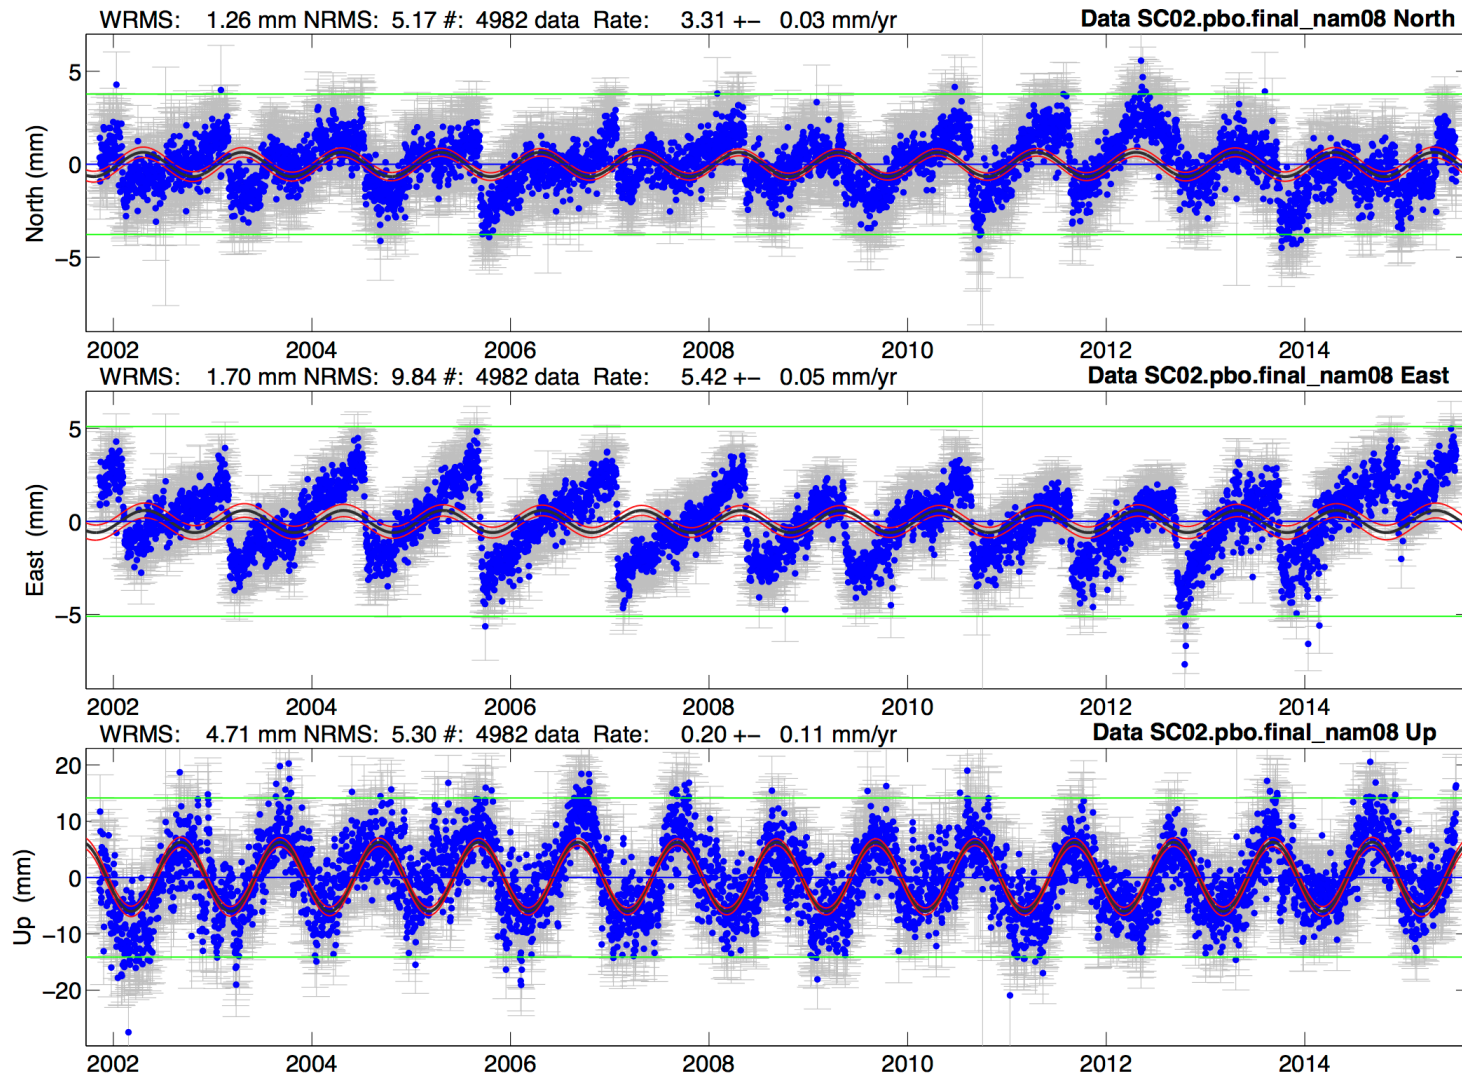 WRMS: 1.26 mm NRMS: 5.17 #: 4982 data Rate: 3.31 +− 0.03 mm/yr Data SC02.pbo.final_nam08 North
5
0
−5
North (mm)
2002 2004 2006 2008 2010 2012 2014
WRMS: 1.70 mm NRMS: 9.84 #: 4982 data Rate: 5.42 +− 0.05 mm/yr Data SC02.pbo.final_nam08 East
5
0
−5
East (mm)
2002 2004 2006 2008 2010 2012 2014
WRMS: 4.71 mm NRMS: 5.30 #: 4982 data Rate: 0.20 +− 0.11 mm/yr Data SC02.pbo.final_nam08 Up
20
10
0
−10
−20
Up (mm)
2002 2004 2006 2008 2010 2012 2014